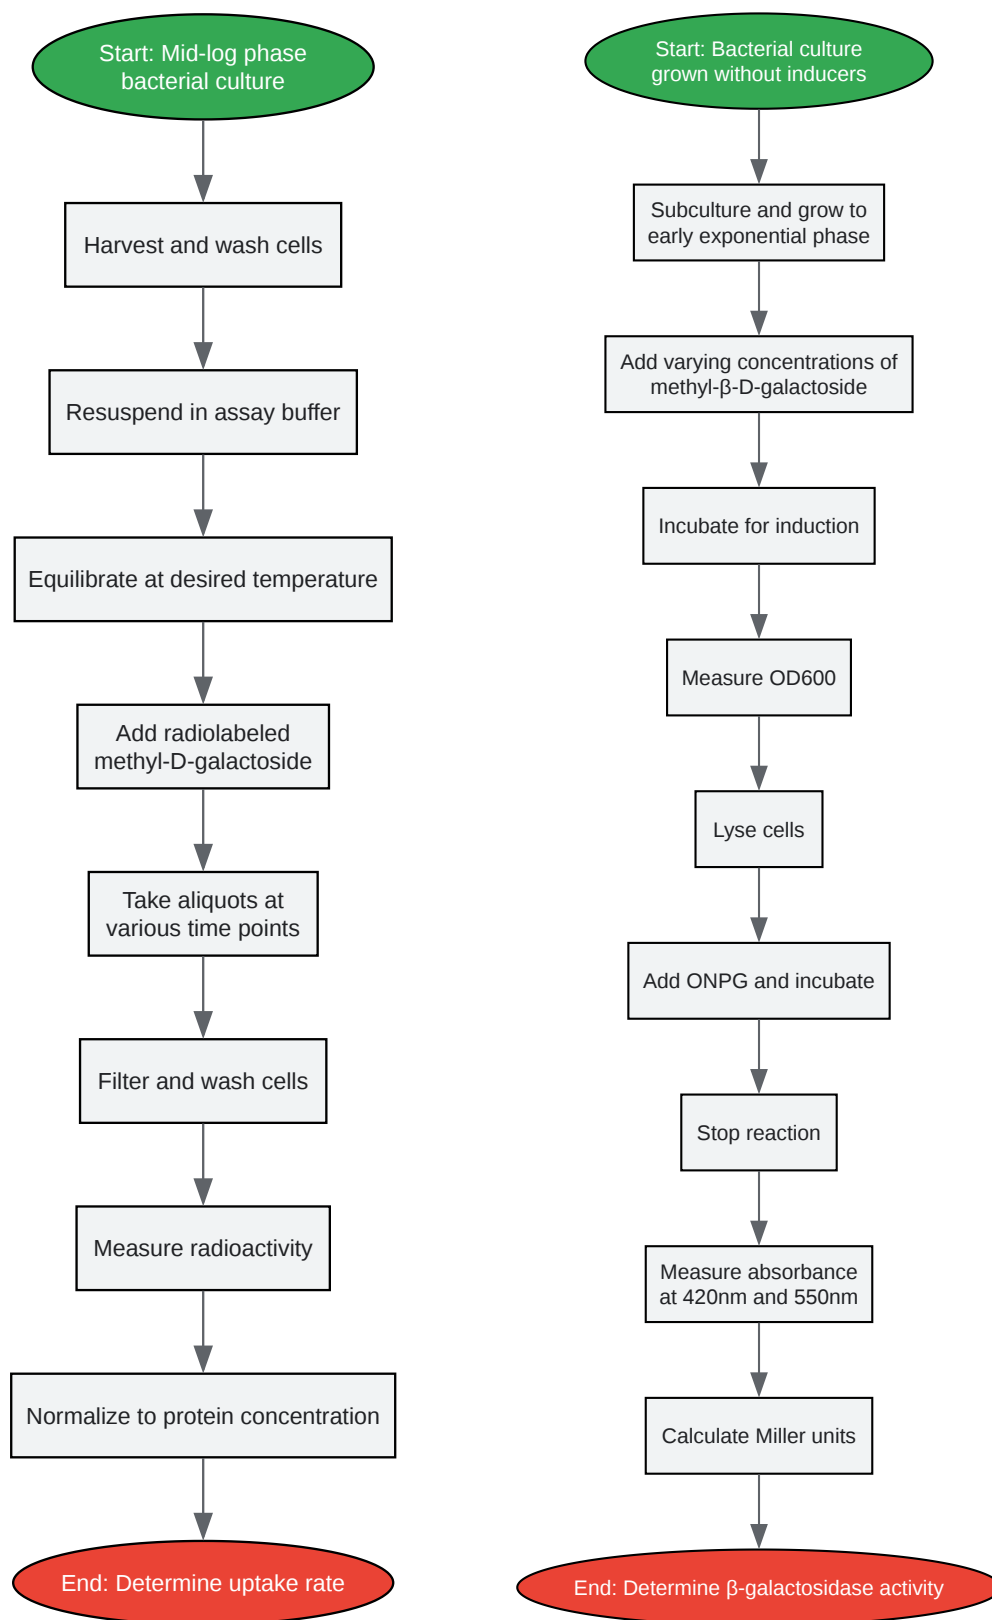 Start: Mid-log phase
bacterial culture
Harvest and wash cells
Resuspend in assay buffer
Equilibrate at desired temperature
Add radiolabeled
methyl-D-galactoside
Take aliquots at
various time points
Filter and wash cells
Measure radioactivity
Normalize to protein concentration
End: Determine uptake rate
Start: Bacterial culture
grown without inducers
Subculture and grow to
early exponential phase
Add varying concentrations of
methyl-β-D-galactoside
Incubate for induction
Measure OD600
Lyse cells
Add ONPG and incubate
Stop reaction
Measure absorbance
at 420nm and 550nm
Calculate Miller units
End: Determine β-galactosidase activity